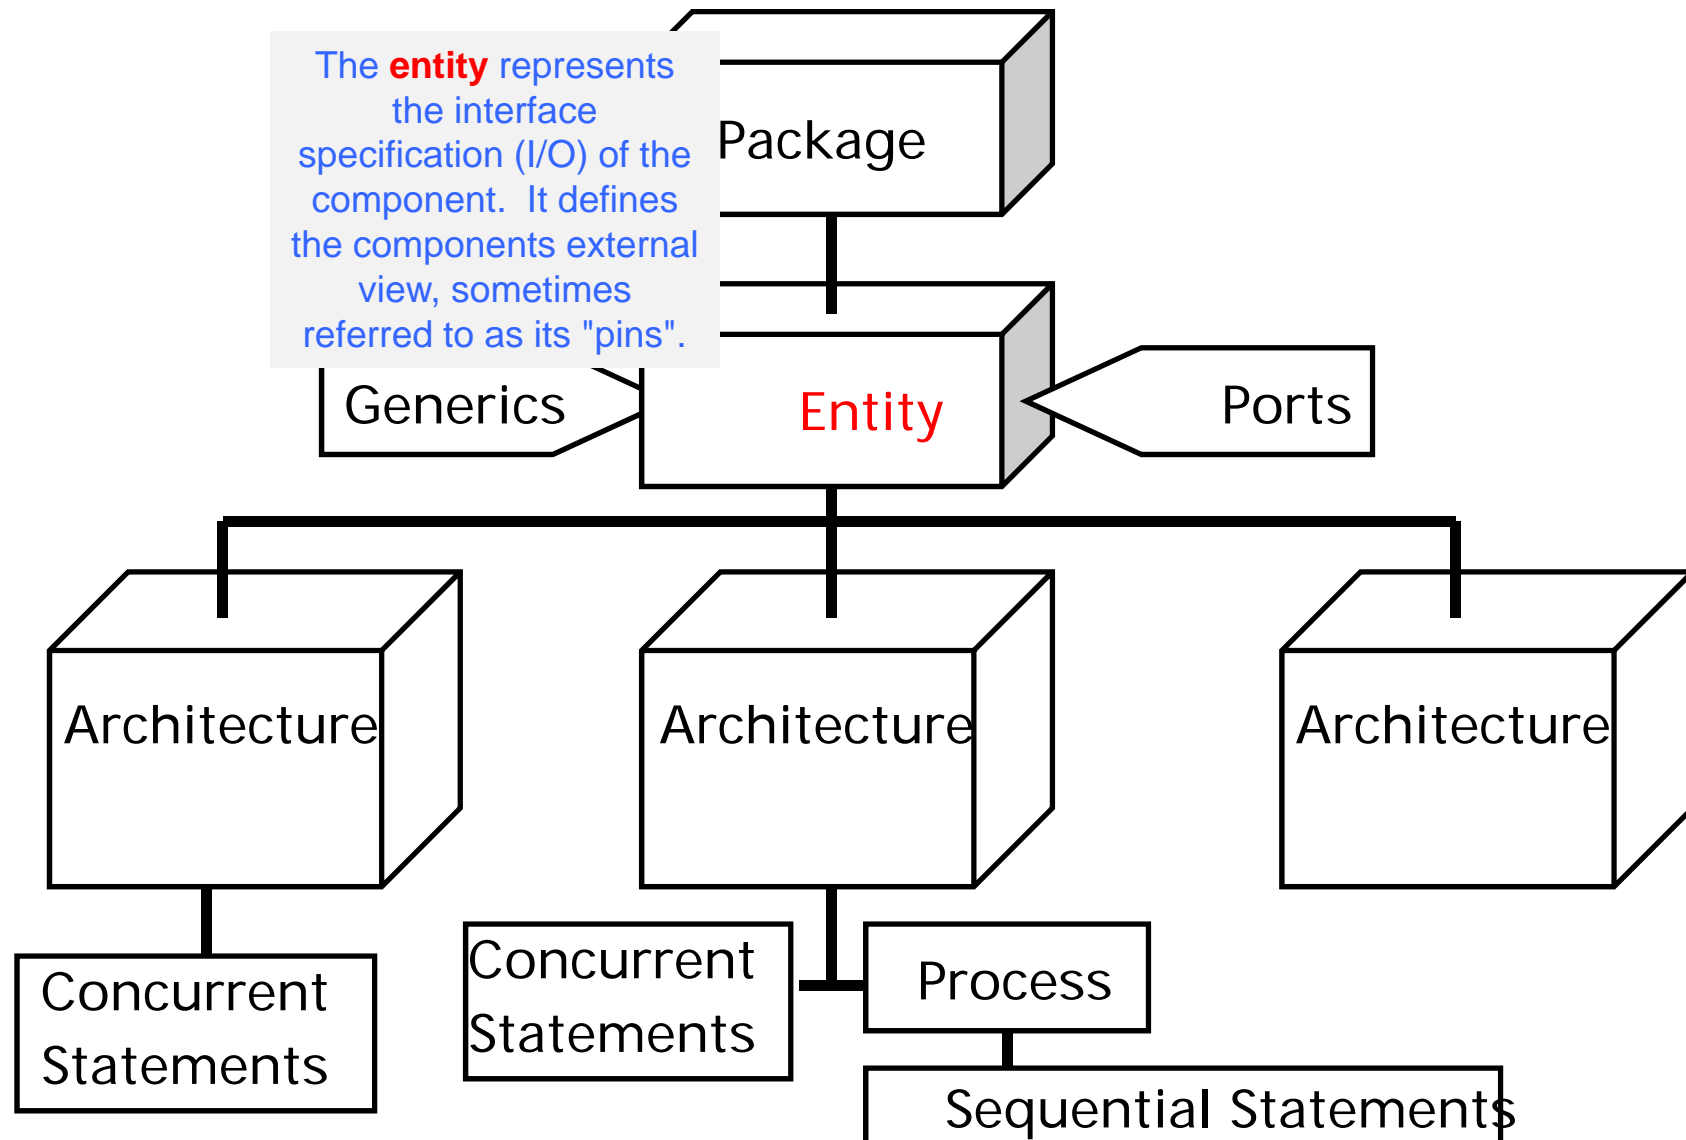 The entity represents
the interface
specification (I/O) of the
component.  It defines
the components external
view, sometimes
referred to as its "pins".
Package
Generics
Entity
Ports
Architecture
Architecture
Architecture
Concurrent
Statements
Concurrent
Statements
Process
Sequential Statements